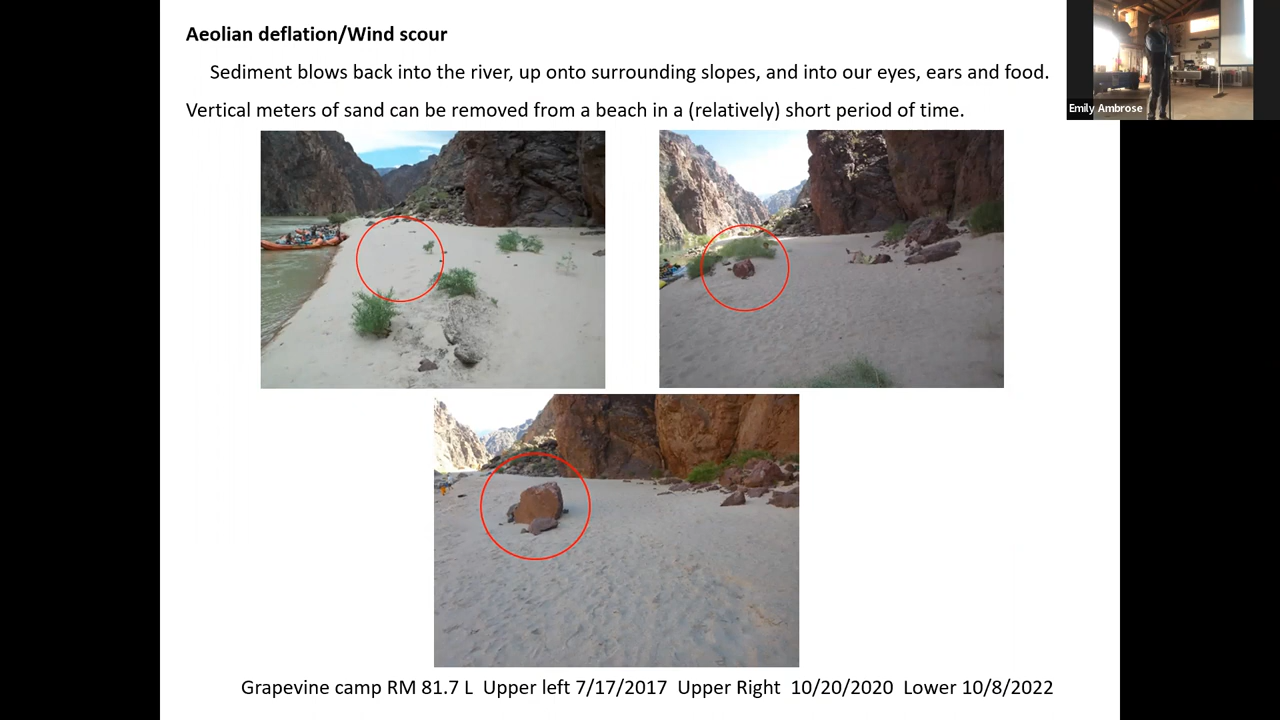 Aeolian deflation/Wind scour
Sediment blows back into the river, up onto surrounding slopes, and into our eyes, ears and food.
Vertical meters of sand can be removed from a beach in a (relatively) short period of time.
Emily Ambrose
Grapevine camp RM 81.7 L  Upper left 7/17/2017  Upper Right  10/20/2020  Lower 10/8/2022